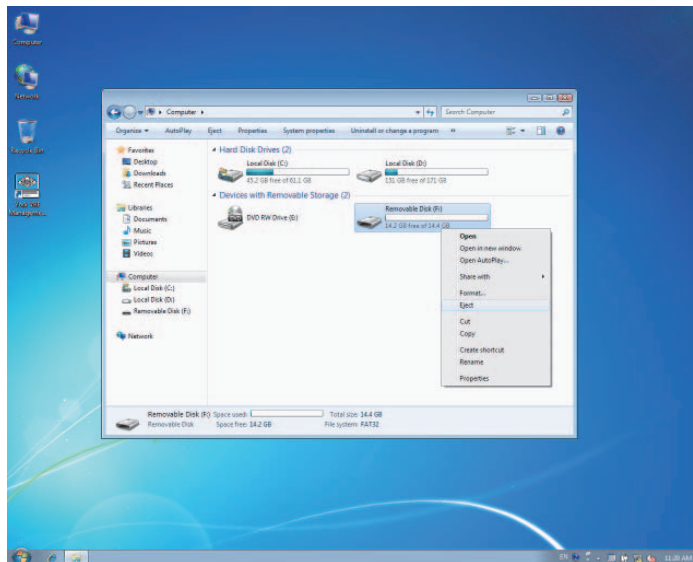 Computer
Network
Recycle Bin
Computer
Search Computer
Organize
AutoPlay
Eject
Properties
System properties
Uninstall or change a program
»
Favorites
Desktop
Downloads
Recent Places
Libraries
Documents
Music
Pictures
Videos
Computer
Local Disk (C:)
Local Disk (D:)
Removable Disk (F:)
Network
Hard Disk Drives (2)
Local Disk (C:)
45.2 GB free of 61.1 GB
Local Disk (D:)
151 GB free of 171 GB
Devices with Removable Storage (2)
DVD RW Drive (E:)
Removable Disk (F:)
14.2 GB free of 14.4 GB
Open
Open in new window
Open AutoPlay...
Share with
Format...
Eject
Cut
Copy
Create shortcut
Rename
Properties
Removable Disk (F:) Space used: Total size: 14.4 GB
Removable Disk Space free: 14.2 GB File system: FAT32
EN
11:20 AM